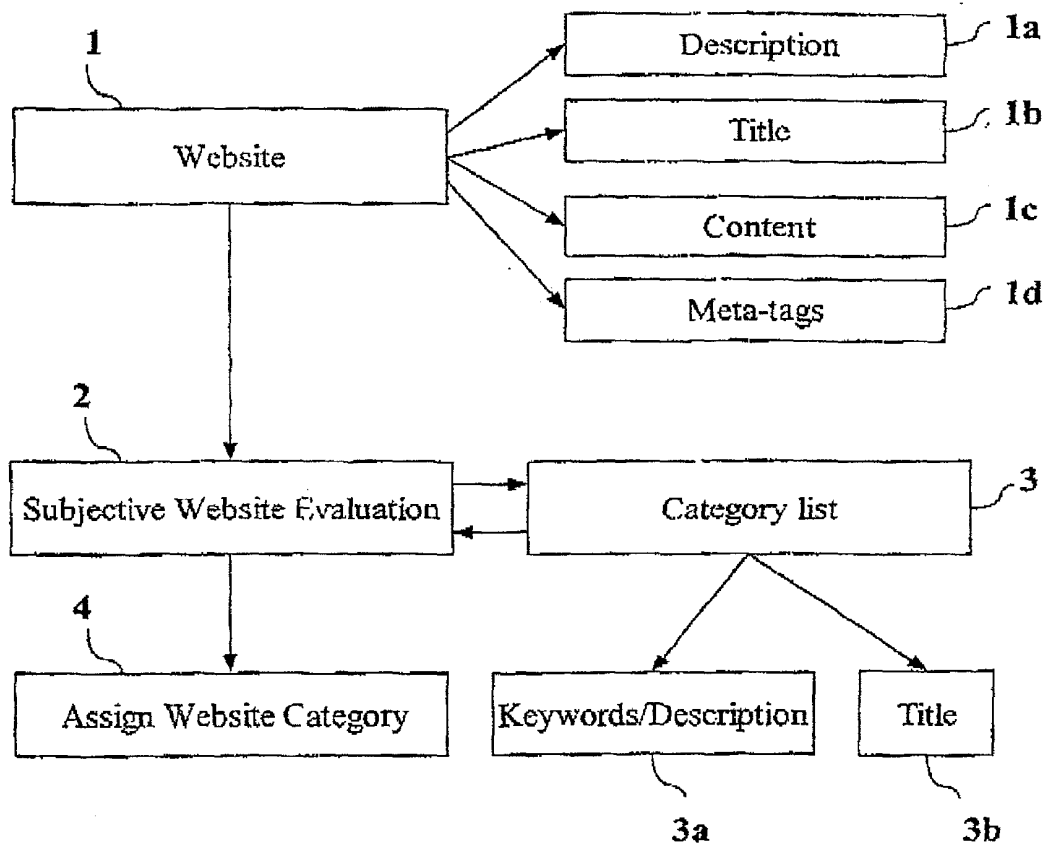 1
Website
Description
1a
Title
1b
Content
1c
Meta-tags
1d
2
Subjective Website Evaluation
Category list
3
4
Assign Website Category
Keywords/Description
Title
3a
3b